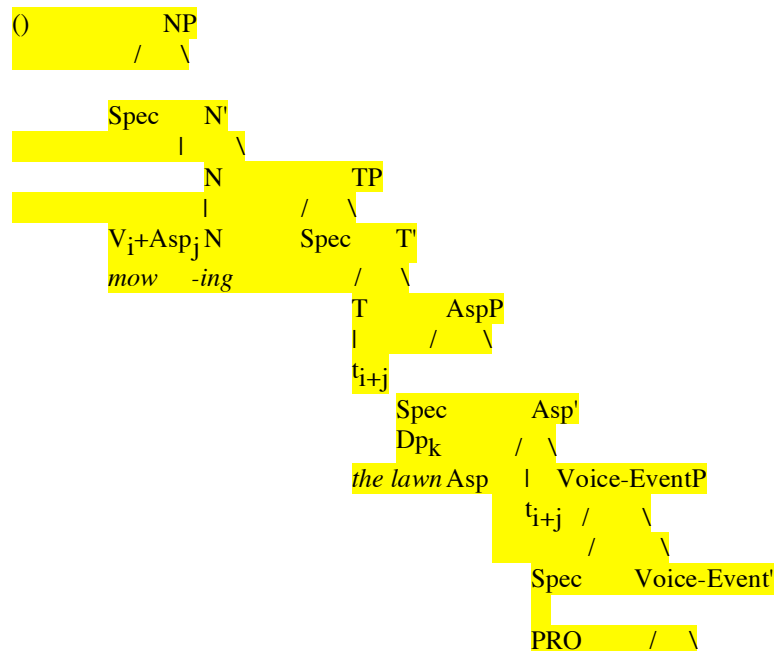 () NP
/ \
Spec N'
| \
N TP
| / \
Vi+Aspj N Spec T'
mow -ing / \
T AspP
| / \
ti+j
Spec Asp'
Dpk / \
the lawn Asp | Voice-EventP
ti+j / \
/ \
Spec Voice-Event'
PRO / \